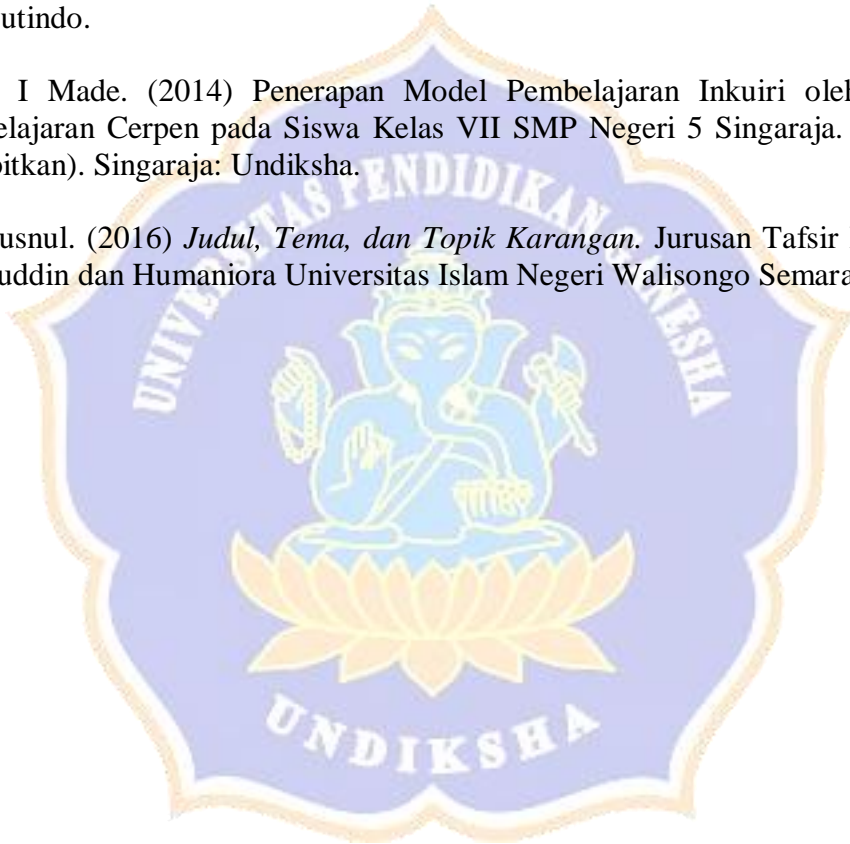 utindo.
I Made. (2014) Penerapan Model Pembelajaran Inkuiri oleh
elajaran Cerpen pada Siswa Kelas VII SMP Negeri 5 Singaraja.
bitkan). Singaraja: Undiksha.
usnul. (2016) Judul, Tema, dan Topik Karangan. Jurusan Tafsir
uddin dan Humaniora Universitas Islam Negeri Walisongo Semara
UNIVERSITAS PENDIDIKAN GANESHA
UNDIKSHA